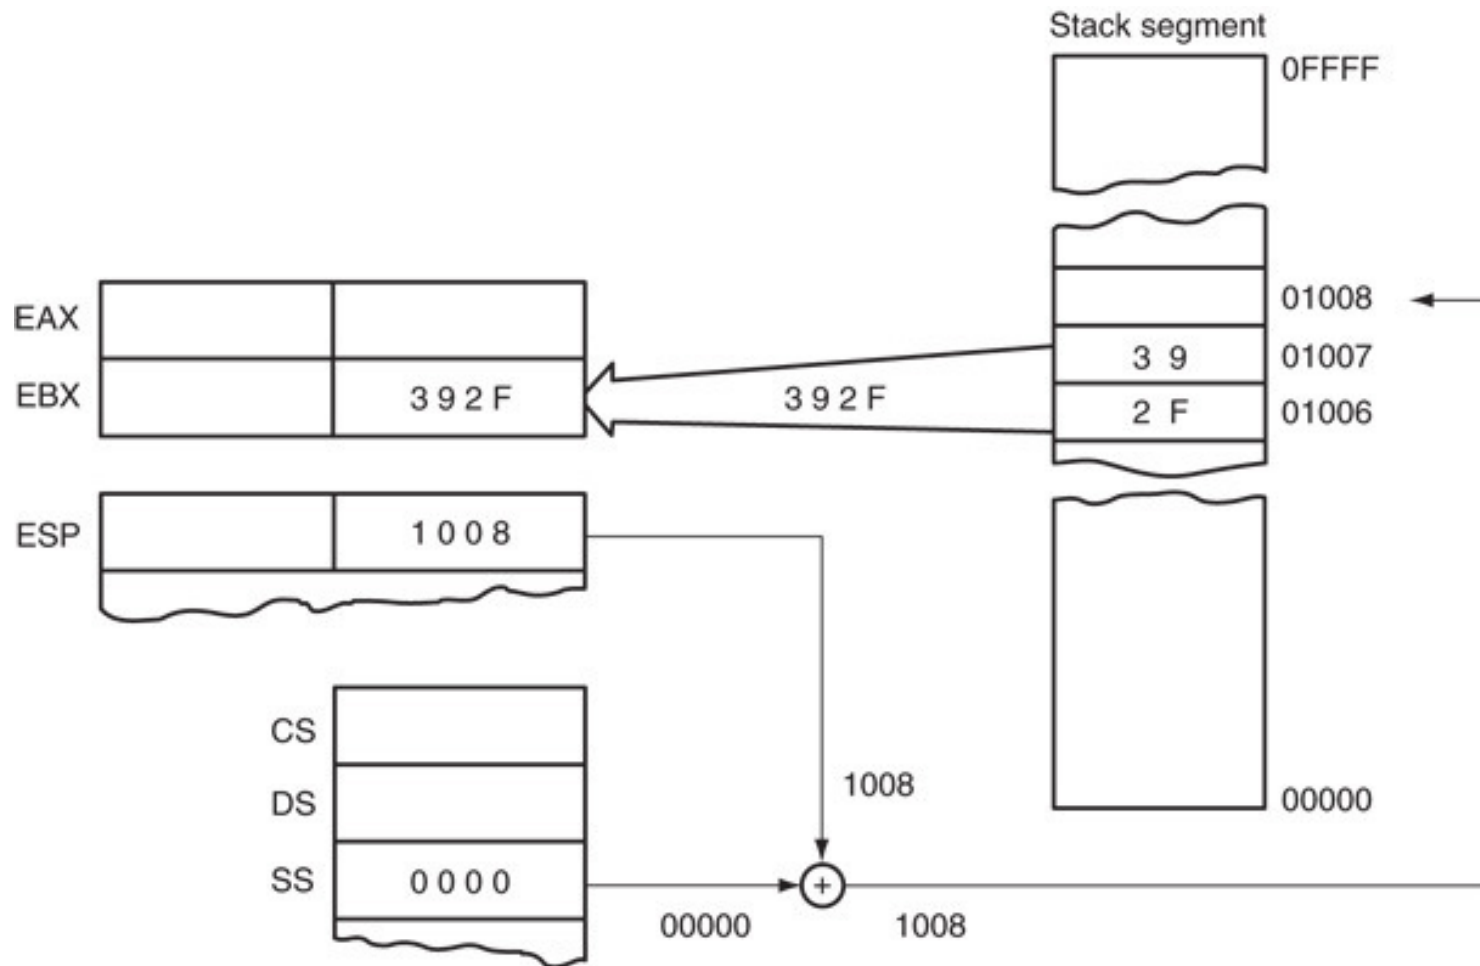 Stack segment
0FFFF
EAX
01008
3 9
01007
EBX
3 9 2 F
3 9 2 F
2 F
01006
ESP
1 0 0 8
CS
1008
DS
00000
SS
0 0 0 0
+
00000
1008